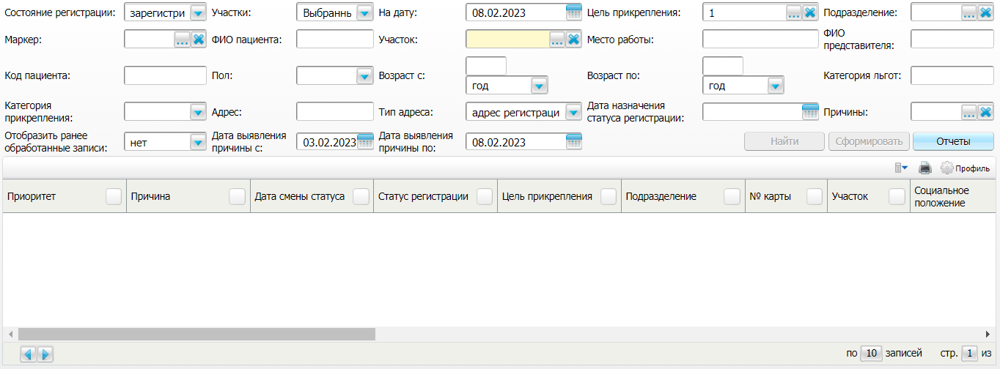 Состояние регистрации: зарегистри Участки: Выбраннь На дату: 08.02.2023 Цель прикрепления: 1 ... Подразделение: ...
Маркер: ... ФИО пациента: Участок: ... Место работы: ФИО
представителя:
Код пациента: Пол: Возраст с: год Возраст по: год Категория льгот:
Категория
прикрепления: Адрес: Тип адреса: адрес регистраци Дата назначения
статуса регистрации: Причины: ...
Отобразить ранее
обработанные записи: нет Дата выявления
причины с: 03.02.2023 Дата выявления
причины по: 08.02.2023 Найти Сформировать Отчеты
Профиль
Приоритет Причина Дата смены статуса Статус регистрации Цель прикрепления Подразделение № карты Участок Социальное
положение
по 10 записей стр. 1 из